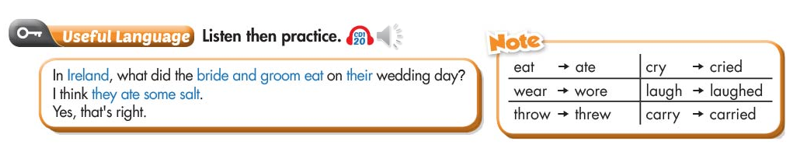 Useful Language Listen then practice. CD1 20
In Ireland, what did the bride and groom eat on their wedding day?
I think they ate some salt.
Yes, that's right.
Note
eat → ate cry → cried
wear → wore laugh → laughed
throw → threw carry → carried